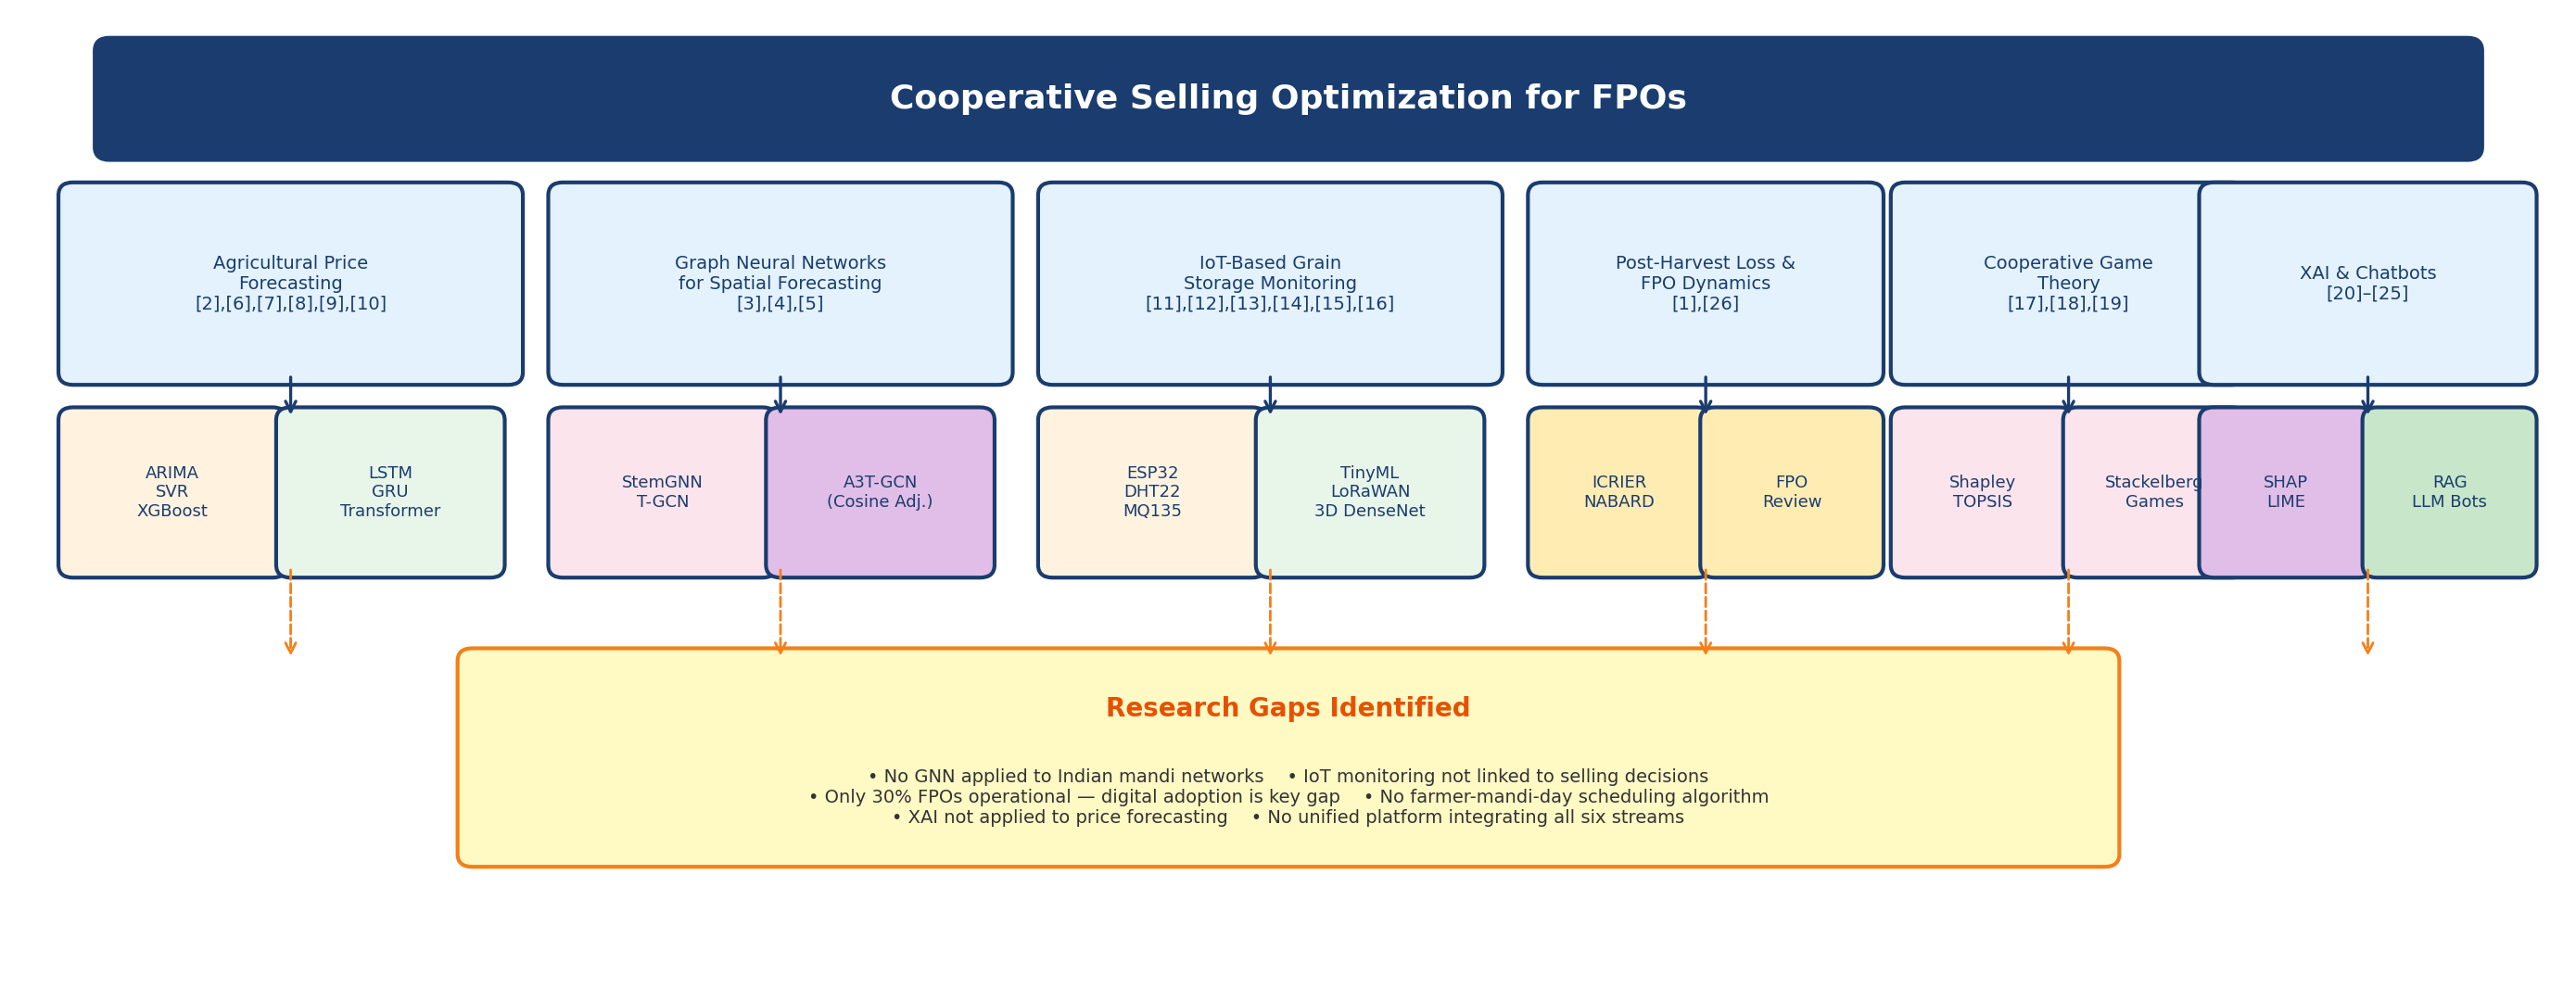 Cooperative Selling Optimization for FPOs
Agricultural Price
Forecasting
[2],[6],[7],[8],[9],[10]
Graph Neural Networks
for Spatial Forecasting
[3],[4],[5]
IoT-Based Grain
Storage Monitoring
[11],[12],[13],[14],[15],[16]
Post-Harvest Loss &
FPO Dynamics
[1],[26]
Cooperative Game
Theory
[17],[18],[19]
XAI & Chatbots
[20]–[25]
ARIMA
SVR
XGBoost
LSTM
GRU
Transformer
StemGNN
T-GCN
A3T-GCN
(Cosine Adj.)
ESP32
DHT22
MQ135
TinyML
LoRaWAN
3D DenseNet
ICRIER
NABARD
FPO
Review
Shapley
TOPSIS
Stackelberg
Games
SHAP
LIME
RAG
LLM Bots
Research Gaps Identified
• No GNN applied to Indian mandi networks • IoT monitoring not linked to selling decisions
• Only 30% FPOs operational — digital adoption is key gap • No farmer-mandi-day scheduling algorithm
• XAI not applied to price forecasting • No unified platform integrating all six streams